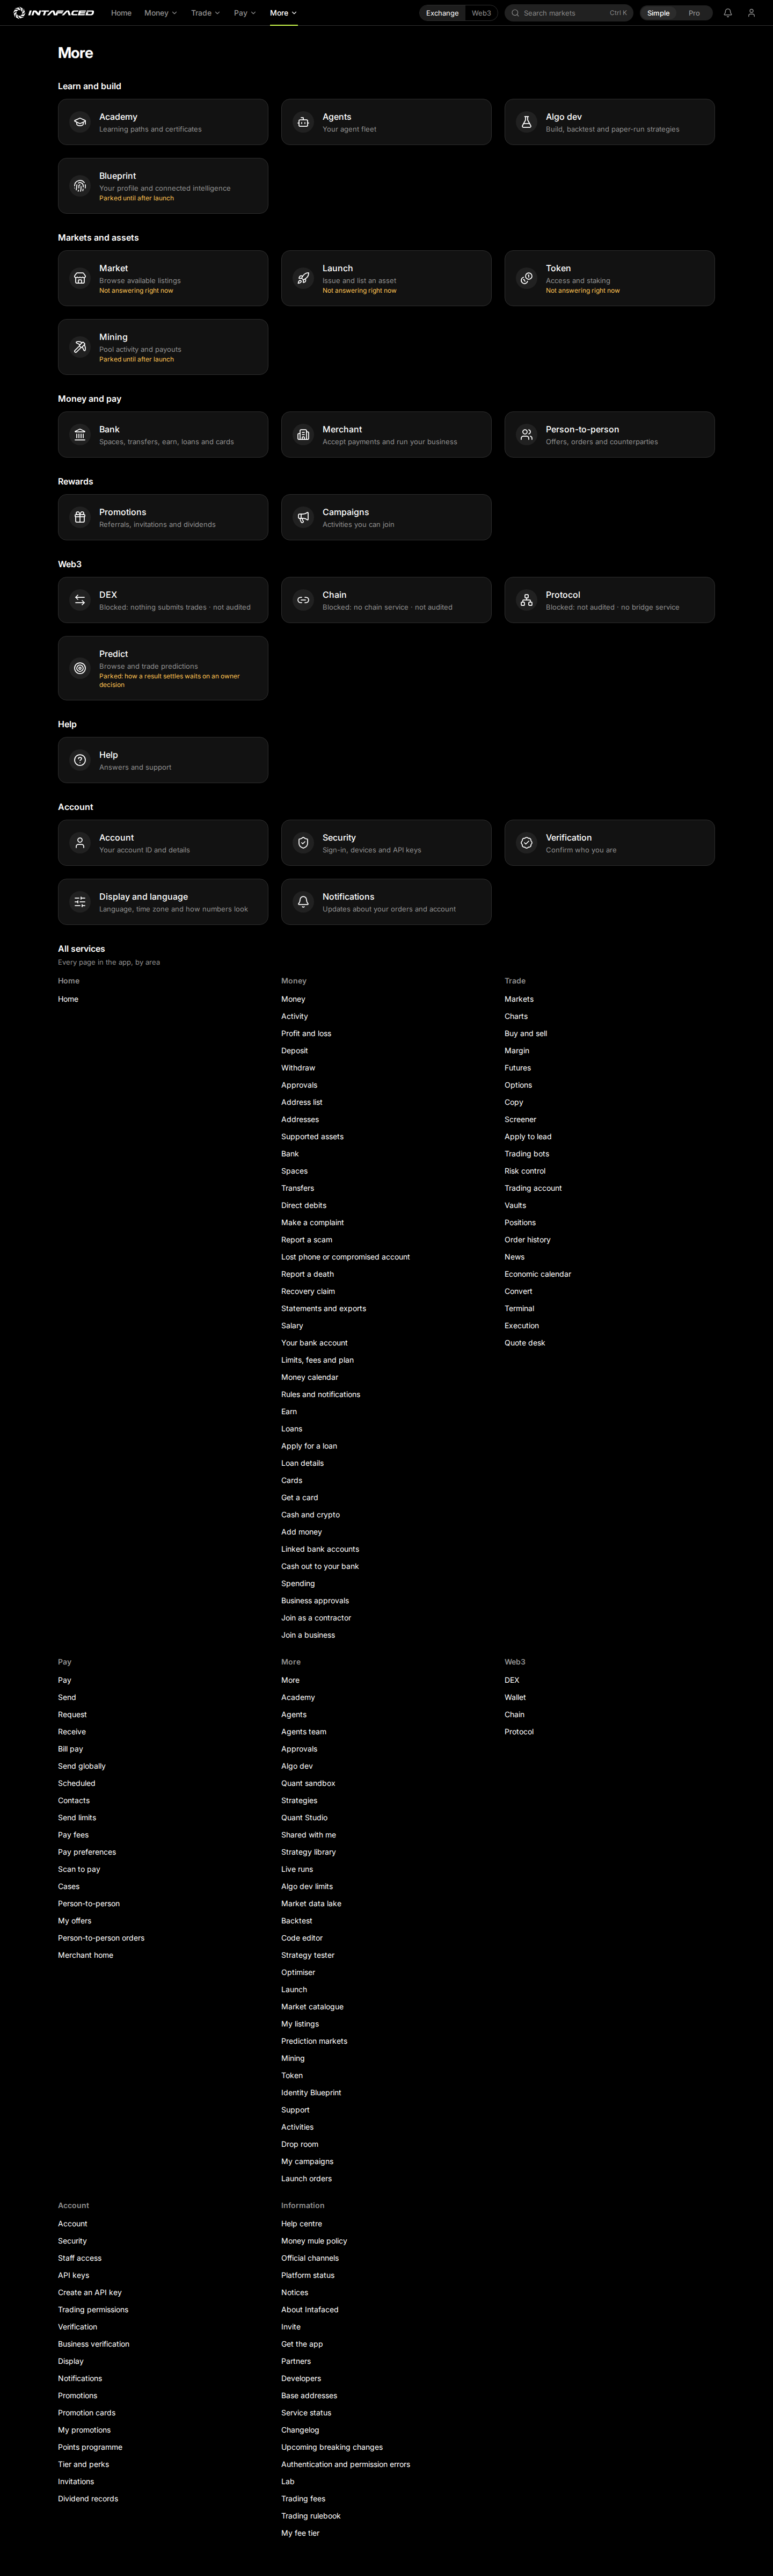 INTAFACED
Home
Money
Trade
Pay
More
Exchange
Web3
Search markets
Ctrl K
Simple
Pro
More
Learn and build
Academy
Learning paths and certificates
Agents
Your agent fleet
Algo dev
Build, backtest and paper-run strategies
Blueprint
Your profile and connected intelligence
Parked until after launch
Markets and assets
Market
Browse available listings
Not answering right now
Launch
Issue and list an asset
Not answering right now
Token
Access and staking
Not answering right now
Mining
Pool activity and payouts
Parked until after launch
Money and pay
Bank
Spaces, transfers, earn, loans and cards
Merchant
Accept payments and run your business
Person-to-person
Offers, orders and counterparties
Rewards
Promotions
Referrals, invitations and dividends
Campaigns
Activities you can join
Web3
DEX
Blocked: nothing submits trades · not audited
Chain
Blocked: no chain service · not audited
Protocol
Blocked: not audited · no bridge service
Predict
Browse and trade predictions
Parked: how a result settles waits on an owner
decision
Help
Help
Answers and support
Account
Account
Your account ID and details
Security
Sign-in, devices and API keys
Verification
Confirm who you are
Display and language
Language, time zone and how numbers look
Notifications
Updates about your orders and account
All services
Every page in the app, by area
Home
Home
Money
Money
Activity
Profit and loss
Deposit
Withdraw
Approvals
Address list
Addresses
Supported assets
Bank
Spaces
Transfers
Direct debits
Make a complaint
Report a scam
Lost phone or compromised account
Report a death
Recovery claim
Statements and exports
Salary
Your bank account
Limits, fees and plan
Money calendar
Rules and notifications
Earn
Loans
Apply for a loan
Loan details
Cards
Get a card
Cash and crypto
Add money
Linked bank accounts
Cash out to your bank
Spending
Business approvals
Join as a contractor
Join a business
Trade
Markets
Charts
Buy and sell
Margin
Futures
Options
Copy
Screener
Apply to lead
Trading bots
Risk control
Trading account
Vaults
Positions
Order history
News
Economic calendar
Convert
Terminal
Execution
Quote desk
Pay
Pay
Send
Request
Receive
Bill pay
Send globally
Scheduled
Contacts
Send limits
Pay fees
Pay preferences
Scan to pay
Cases
Person-to-person
My offers
Person-to-person orders
Merchant home
More
More
Academy
Agents
Agents team
Approvals
Algo dev
Quant sandbox
Strategies
Quant Studio
Shared with me
Strategy library
Live runs
Algo dev limits
Market data lake
Backtest
Code editor
Strategy tester
Optimiser
Launch
Market catalogue
My listings
Prediction markets
Mining
Token
Identity Blueprint
Support
Activities
Drop room
My campaigns
Launch orders
Web3
DEX
Wallet
Chain
Protocol
Account
Account
Security
Staff access
API keys
Create an API key
Trading permissions
Verification
Business verification
Display
Notifications
Promotions
Promotion cards
My promotions
Points programme
Tier and perks
Invitations
Dividend records
Information
Help centre
Money mule policy
Official channels
Platform status
Notices
About Intafaced
Invite
Get the app
Partners
Developers
Base addresses
Service status
Changelog
Upcoming breaking changes
Authentication and permission errors
Lab
Trading fees
Trading rulebook
My fee tier